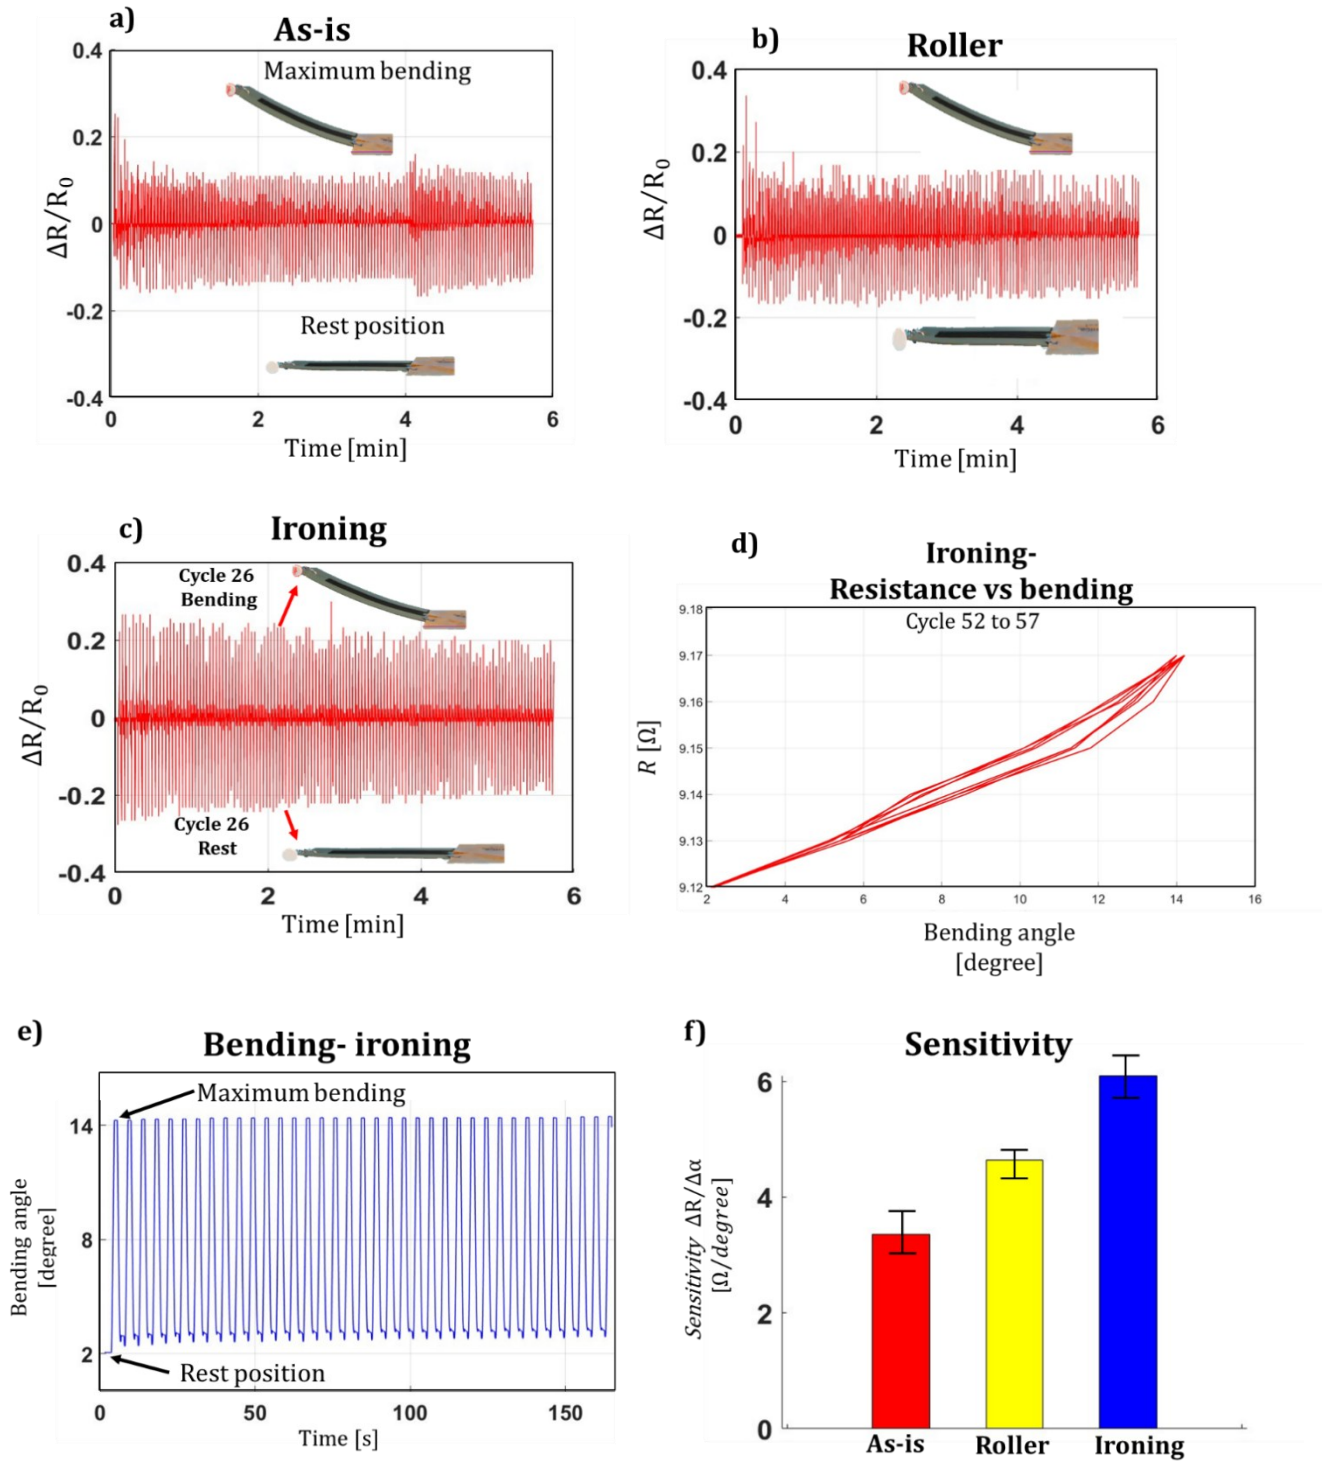 a)
As-is
Maximum bending
0.4
0.2
0
-0.2
-0.4
ΔR/R₀
Rest position
0 2 4 6
Time [min]
b)
Roller
0.4
0.2
0
-0.2
-0.4
ΔR/R₀
0 2 4 6
Time [min]
c)
Ironing
Cycle 26
Bending
0.4
0.2
0
-0.2
-0.4
ΔR/R₀
Cycle 26
Rest
0 2 4 6
Time [min]
d)
Ironing-
Resistance vs bending
Cycle 52 to 57
9.18
9.17
9.16
9.15
9.14
9.13
9.12
R [Ω]
2 4 6 8 10 12 14 16
Bending angle
[degree]
e)
Bending- ironing
Maximum bending
14
8
2
Bending angle
[degree]
Rest position
0 50 100 150
Time [s]
f)
Sensitivity
6
4
2
0
Sensitivity ΔR/Δα
[Ω/degree]
As-is Roller Ironing